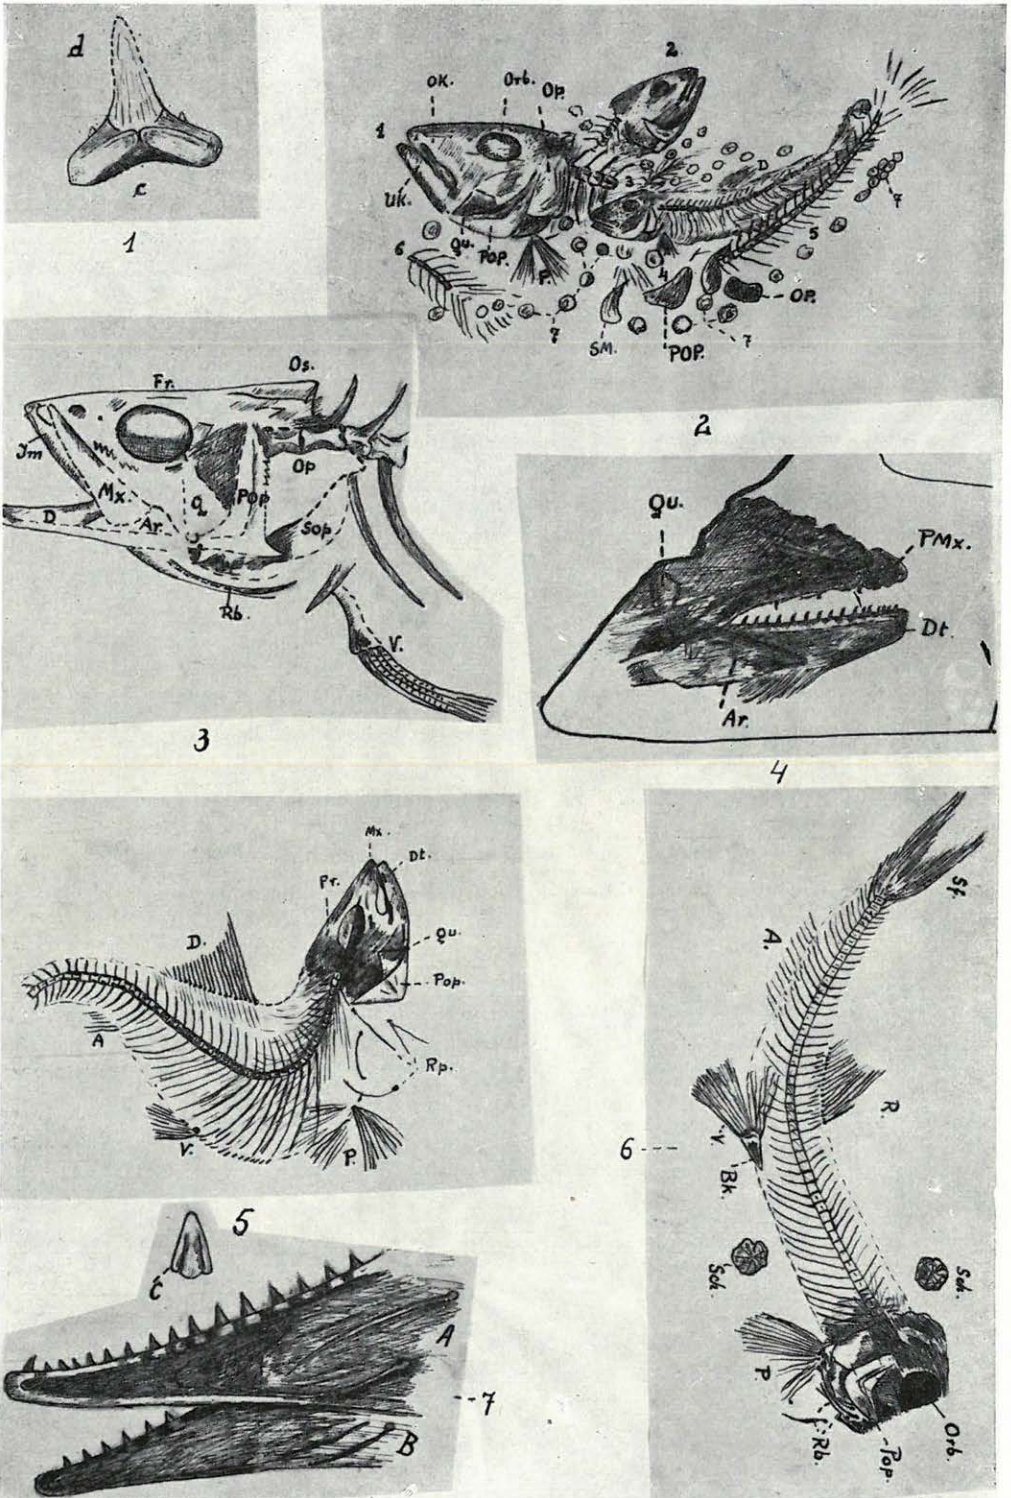 d
c
1
2
OK.
Orb.
Op.
1
UK.
D
3
7
5
6
Qu.
POP.
P.
4
OP.
7
SM.
POP.
7
2
Fr.
Os.
Jm
Mx.
Q
Pop
Op
D
Ar.
Sop
Rb.
V.
3
Qu.
PMx.
Dt.
Ar.
4
Mx.
Dt.
Fr.
D.
Qu.
Pop.
A
Rp.
V.
P.
5
Sf.
A.
R.
V.
Bk.
6
Sch.
Sch.
P.
Rb.
Pop.
Orb.
C
A
7
B